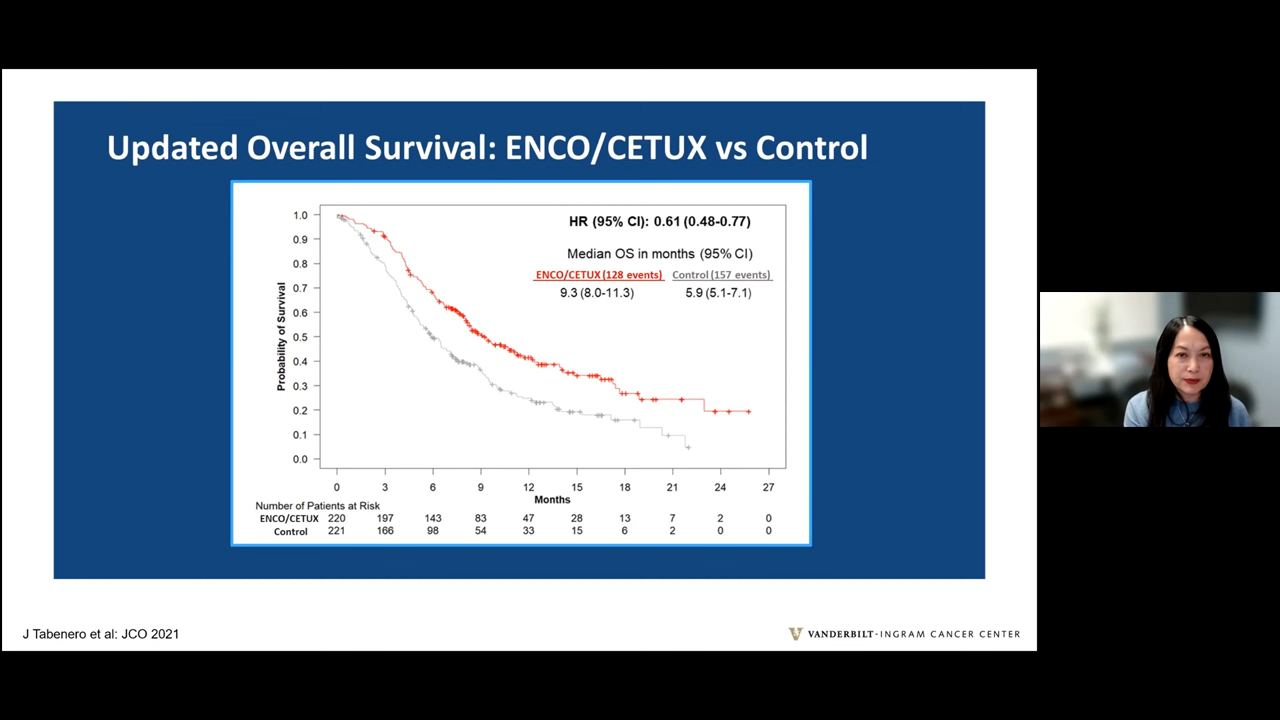 Updated Overall Survival: ENCO/CETUX vs Control
HR (95% CI): 0.61 (0.48-0.77)
Median OS in months (95% CI)
ENCO/CETUX (128 events) Control (157 events)
9.3 (8.0-11.3) 5.9 (5.1-7.1)
Probability of Survival
1.0
0.9
0.8
0.7
0.6
0.5
0.4
0.3
0.2
0.1
0.0
0 3 6 9 12 15 18 21 24 27
Months
Number of Patients at Risk
ENCO/CETUX 220 197 143 83 47 28 13 7 2 0
Control 221 166 98 54 33 15 6 2 0 0
J Tabenero et al: JCO 2021
VANDERBILT-INGRAM CANCER CENTER